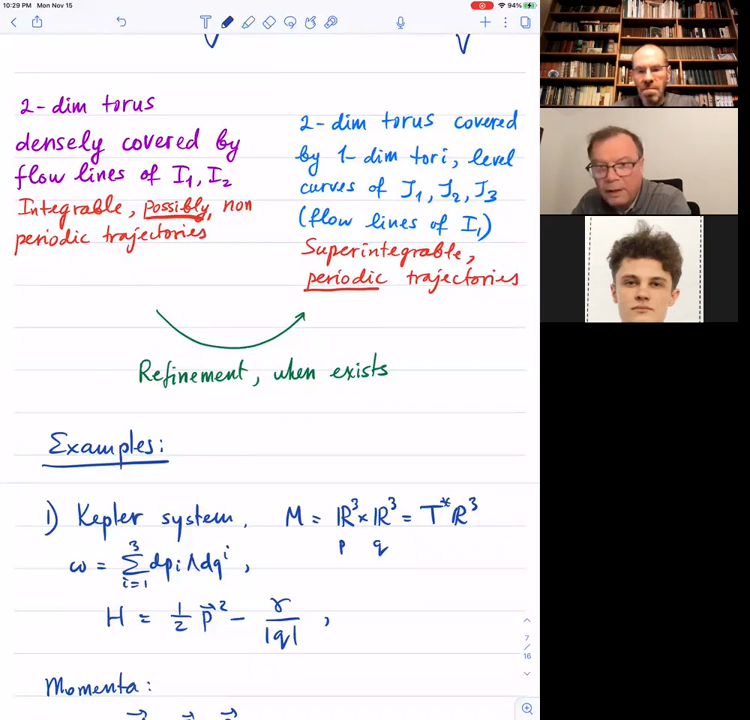 10:29 PM Mon Nov 15
94%
2-dim torus
densely covered by
flow lines of I₁, I₂
Integrable, possibly, non
periodic trajectories
2-dim torus covered
by 1-dim tori, level
curves of J₁, J₂, J₃
(flow lines of I₁)
Superintegrable,
periodic trajectories
Refinement, when exists
Examples:
1) Kepler system, M = ℝ³×ℝ³ = T*ℝ³
p q
ω = ∑_{i=1}^{3} dpᵢ∧dqⁱ,
H = 1/2 p⃗² − γ/|q|,
Momenta:
7
/
16